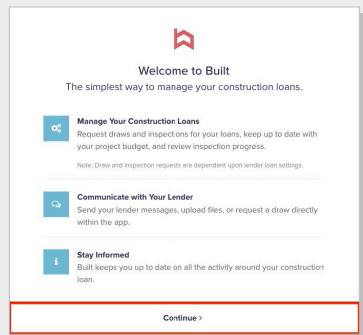 Welcome to Built
The simplest way to manage your construction loans.
Manage Your Construction Loans
Request draws and inspections for your loans, keep up to date with
your project budget, and review inspection progress.
Note: Draw and inspection requests are dependent upon lender loan settings.
Communicate with Your Lender
Send your lender messages, upload files, or request a draw directly
within the app.
Stay Informed
Built keeps you up to date on all the activity around your construction
loan.
Continue >